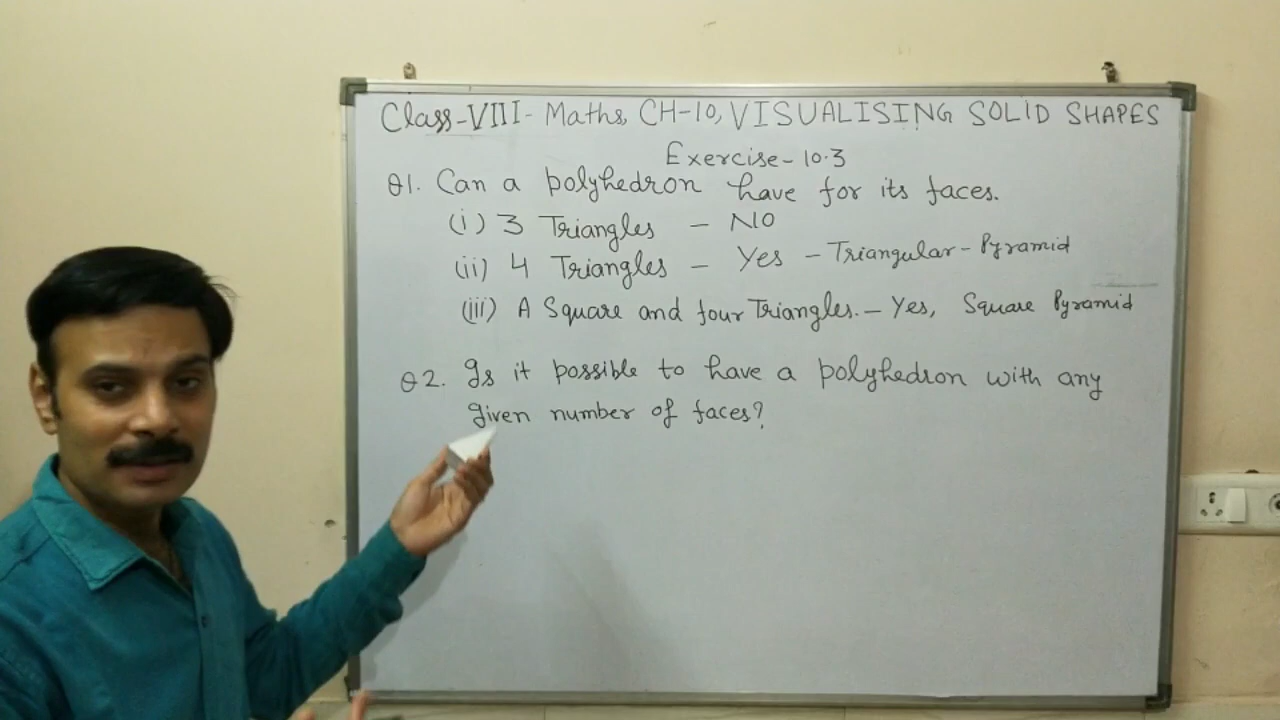 Class-VIII- Maths, CH-10, VISUALISING SOLID SHAPES
Exercise-10.3
Q1. Can a polyhedron have for its faces.
(i) 3 Triangles - NO
(ii) 4 Triangles - Yes - Triangular-Pyramid
(iii) A Square and four Triangles. - Yes, Square Pyramid
Q2. Is it possible to have a polyhedron with any
given number of faces?